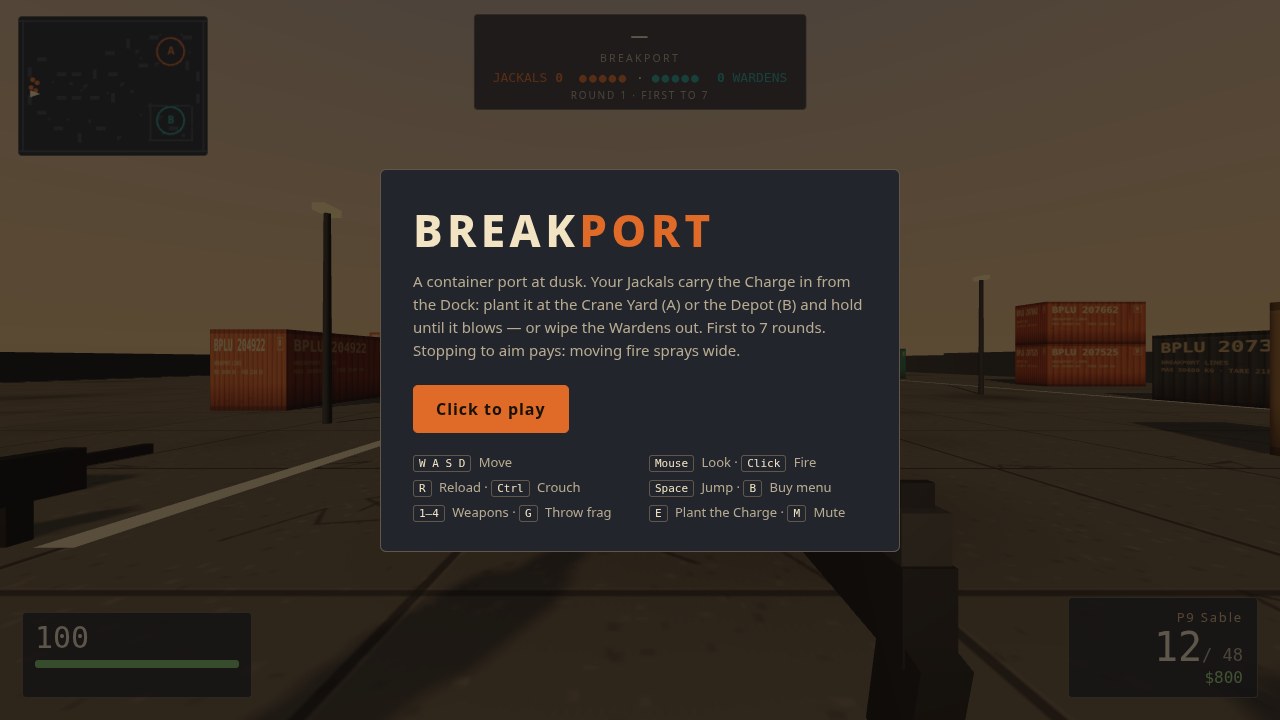 A
B
—
BREAKPORT
JACKALS 0 ●●●●● · ●●●●● 0 WARDENS
ROUND 1 · FIRST TO 7
BREAKPORT
A container port at dusk. Your Jackals carry the Charge in from
the Dock: plant it at the Crane Yard (A) or the Depot (B) and hold
until it blows — or wipe the Wardens out. First to 7 rounds.
Stopping to aim pays: moving fire sprays wide.
Click to play
W A S D Move
Mouse Look · Click Fire
R Reload · Ctrl Crouch
Space Jump · B Buy menu
1–4 Weapons · G Throw frag
E Plant the Charge · M Mute
BPLU 204922
BPLU 204922
BPLU 207662
BPLU 207525
BPLU 2073
100
P9 Sable
12 / 48
$800